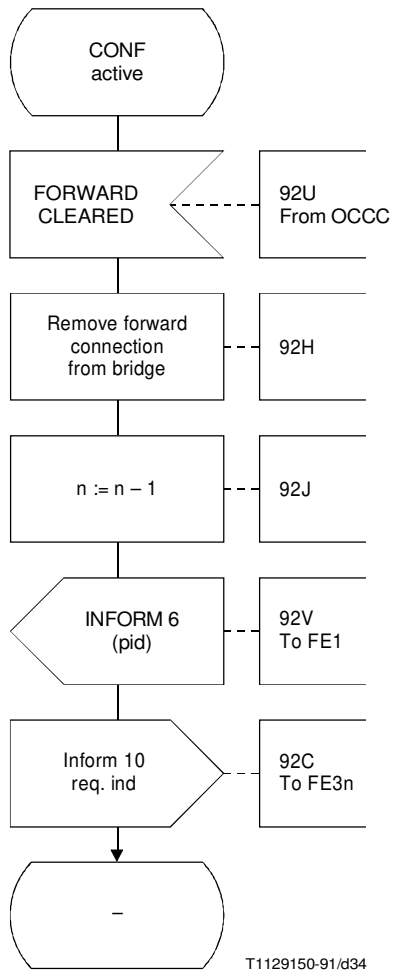 CONF
active
FORWARD
CLEARED
92U
From OCCC
Remove forward
connection
from bridge
92H
n := n – 1
92J
INFORM 6
(pid)
92V
To FE1
Inform 10
req. ind
92C
To FE3n
–
T1129150-91/d34